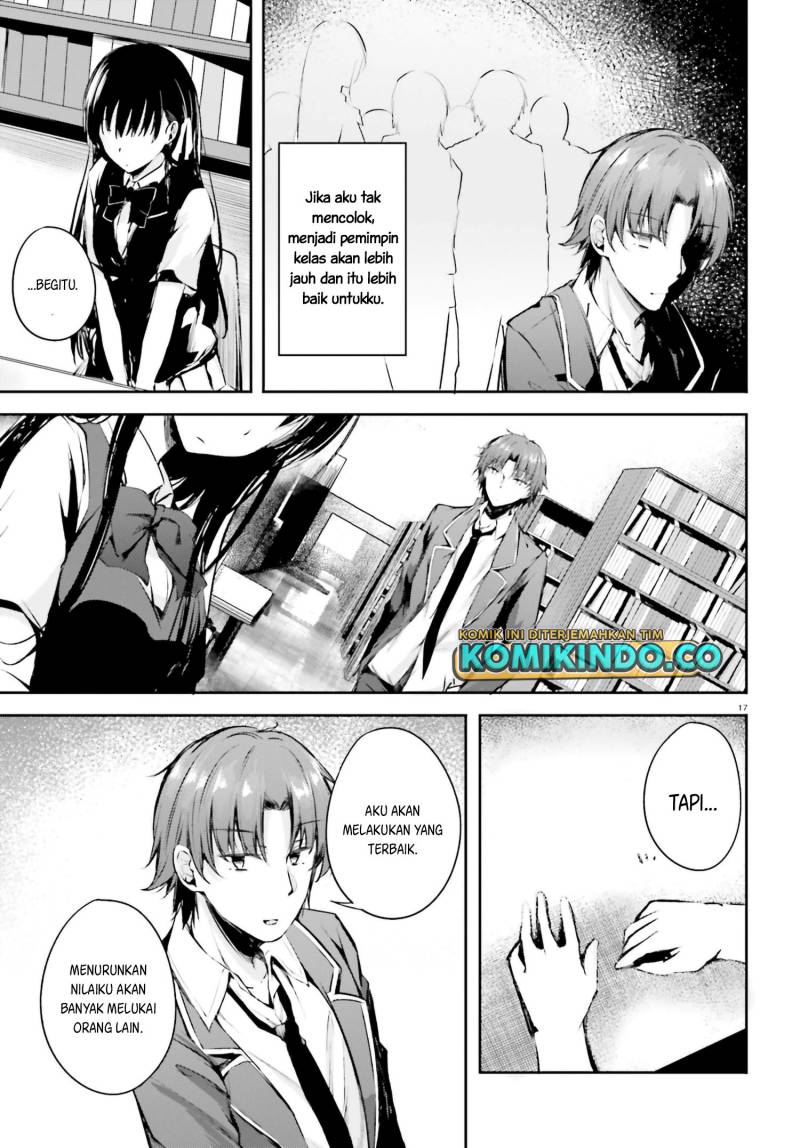 Jika aku tak
mencolok,
menjadi pemimpin
kelas akan lebih
jauh dan itu lebih
baik untukku.
...BEGITU.
KOMIK INI DITERJEMAHKAN TIM
KOMIKINDO.CO
17
TAPI...
AKU AKAN
MELAKUKAN YANG
TERBAIK.
MENURUNKAN
NILAIKU AKAN
BANYAK MELUKAI
ORANG LAIN.